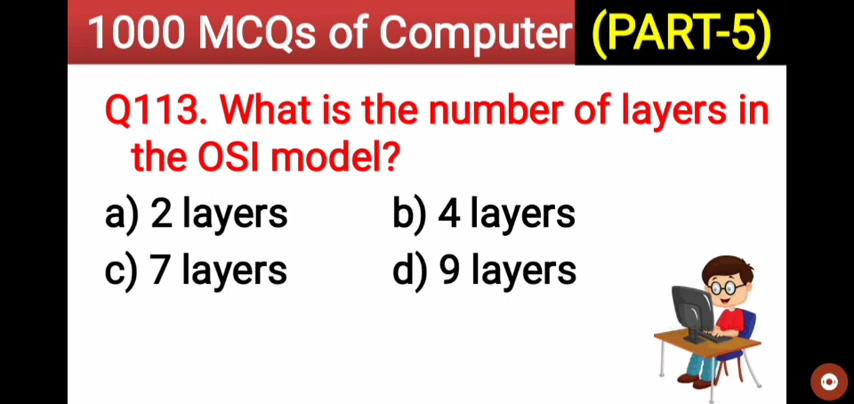 1000 MCQs of Computer (PART-5)
Q113. What is the number of layers in
the OSI model?
a) 2 layers b) 4 layers
c) 7 layers d) 9 layers